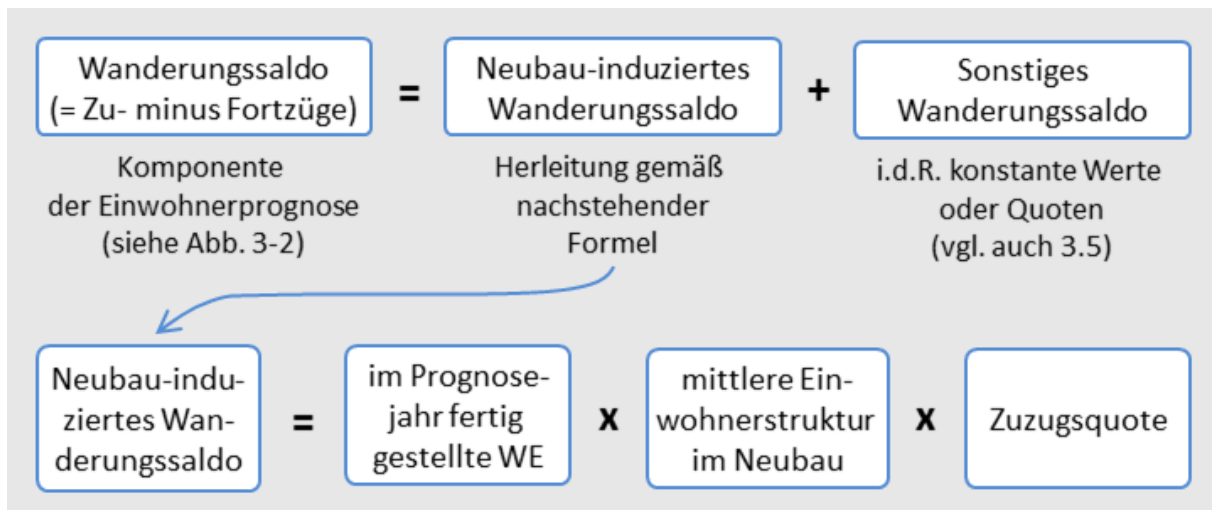 Wanderungssaldo
(= Zu- minus Fortzüge)
=
Neubau-induziertes
Wanderungssaldo
+
Sonstiges
Wanderungssaldo
Komponente
der Einwohnerprognose
(siehe Abb. 3-2)
Herleitung gemäß
nachstehender
Formel
i.d.R. konstante Werte
oder Quoten
(vgl. auch 3.5)
Neubau-indu-
ziertes Wan-
derungssaldo
=
im Prognose-
jahr fertig
gestellte WE
x
mittlere Ein-
wohnerstruktur
im Neubau
x
Zuzugsquote